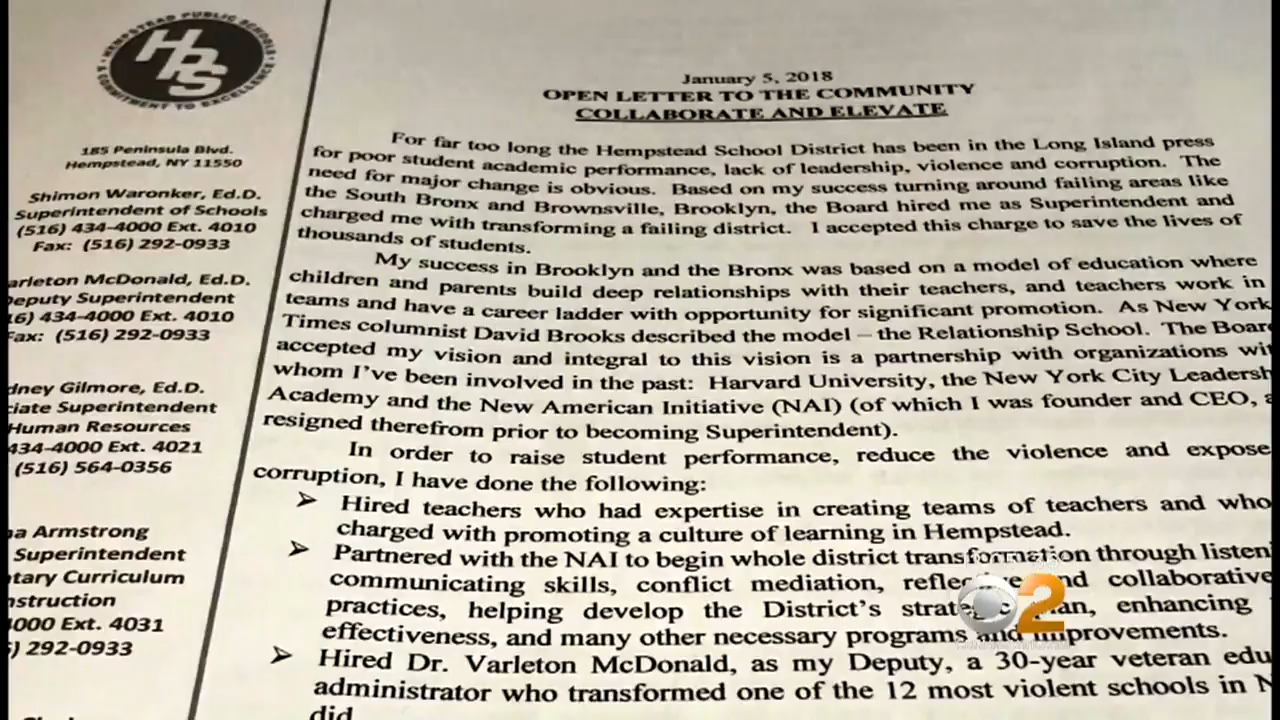 HEMPSTEAD PUBLIC SCHOOLS
HPS
A COMMITMENT TO EXCELLENCE
185 Peninsula Blvd.
Hempstead, NY 11550
Shimon Waronker, Ed.D.
Superintendent of Schools
(516) 434-4000 Ext. 4010
Fax: (516) 292-0933
arleton McDonald, Ed.D.
eputy Superintendent
16) 434-4000 Ext. 4010
Fax: (516) 292-0933
dney Gilmore, Ed.D.
ciate Superintendent
Human Resources
434-4000 Ext. 4021
(516) 564-0356
a Armstrong
Superintendent
tary Curriculum
nstruction
000 Ext. 4031
) 292-0933
January 5, 2018
OPEN LETTER TO THE COMMUNITY
COLLABORATE AND ELEVATE
For far too long the Hempstead School District has been in the Long Island press
for poor student academic performance, lack of leadership, violence and corruption. The
need for major change is obvious. Based on my success turning around failing areas like
the South Bronx and Brownsville, Brooklyn, the Board hired me as Superintendent and
charged me with transforming a failing district. I accepted this charge to save the lives of
thousands of students.
My success in Brooklyn and the Bronx was based on a model of education where
children and parents build deep relationships with their teachers, and teachers work in
teams and have a career ladder with opportunity for significant promotion. As New York
Times columnist David Brooks described the model – the Relationship School. The Boar
accepted my vision and integral to this vision is a partnership with organizations wi
whom I've been involved in the past: Harvard University, the New York City Leadersh
Academy and the New American Initiative (NAI) (of which I was founder and CEO, a
resigned therefrom prior to becoming Superintendent).
In order to raise student performance, reduce the violence and expose
corruption, I have done the following:
➢ Hired teachers who had expertise in creating teams of teachers and who
charged with promoting a culture of learning in Hempstead.
➢ Partnered with the NAI to begin whole district transformation through listeni
communicating skills, conflict mediation, reflective and collaborative
practices, helping develop the District's strategic plan, enhancing
effectiveness, and many other necessary programs and improvements.
➢ Hired Dr. Varleton McDonald, as my Deputy, a 30-year veteran edu
administrator who transformed one of the 12 most violent schools in N
did
2